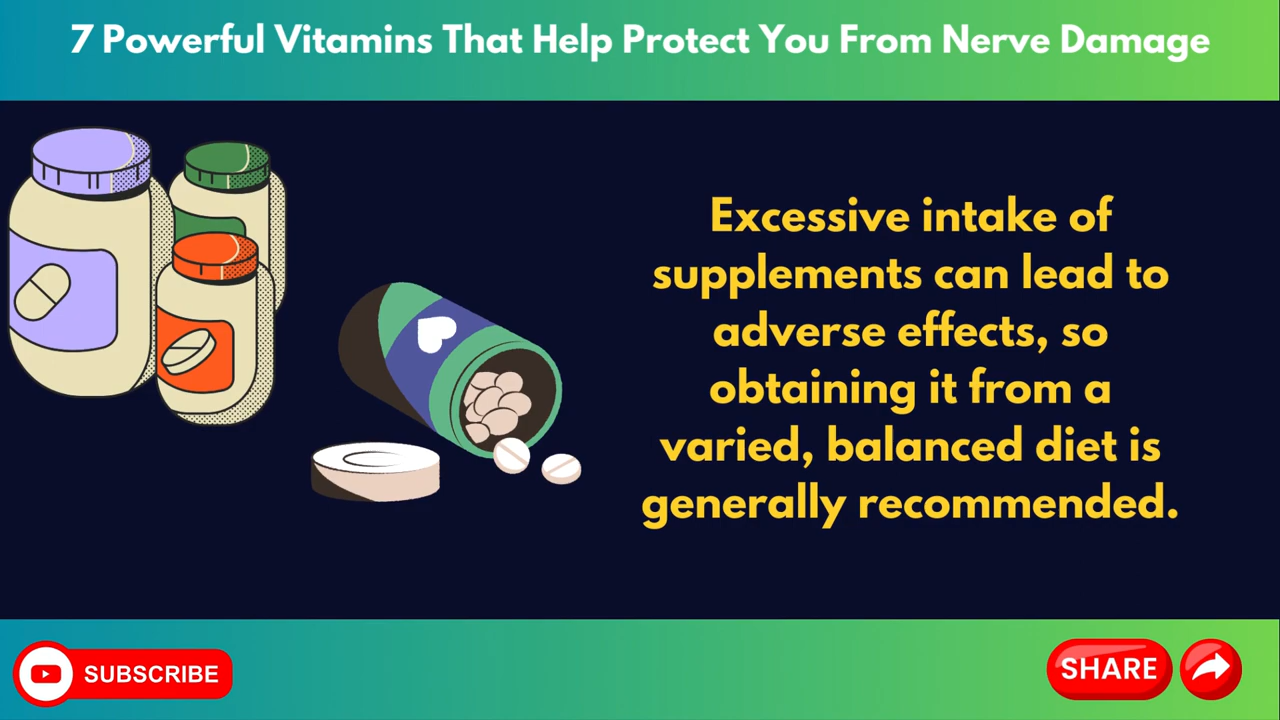 7 Powerful Vitamins That Help Protect You From Nerve Damage
Excessive intake of
supplements can lead to
adverse effects, so
obtaining it from a
varied, balanced diet is
generally recommended.
SUBSCRIBE
SHARE